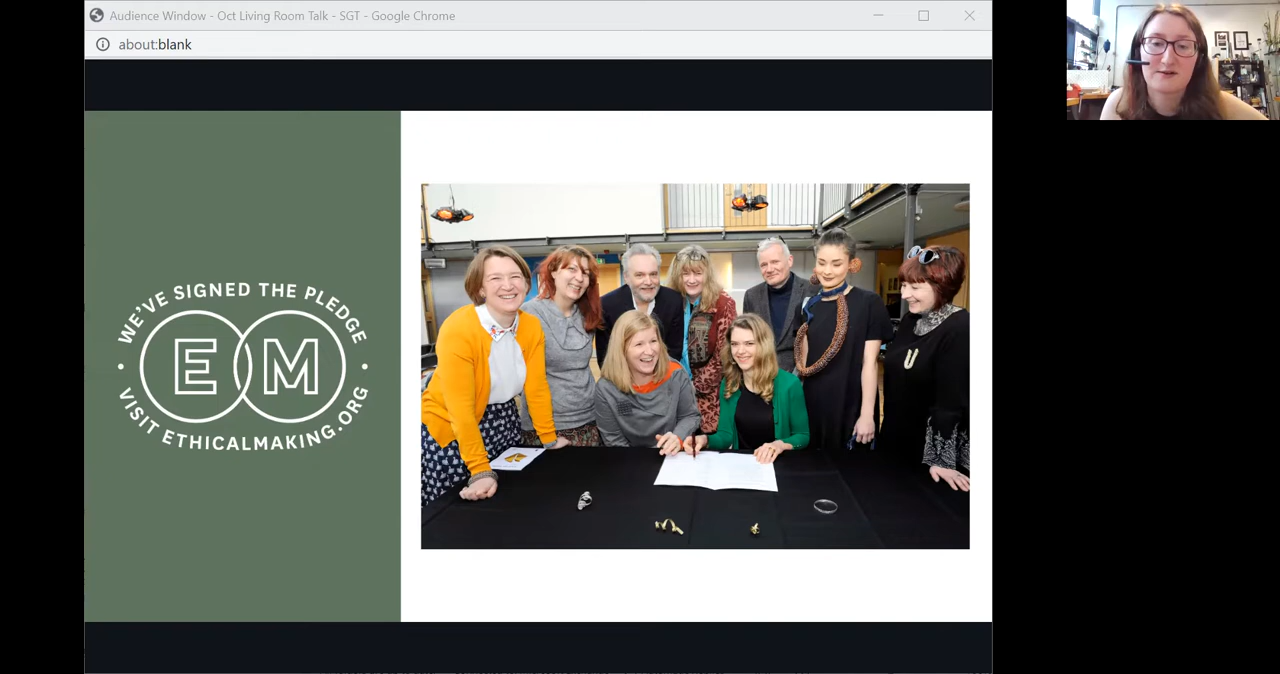 Audience Window - Oct Living Room Talk - SGT - Google Chrome
about:blank
WE'VE SIGNED THE PLEDGE
EM
VISIT ETHICALMAKING.ORG